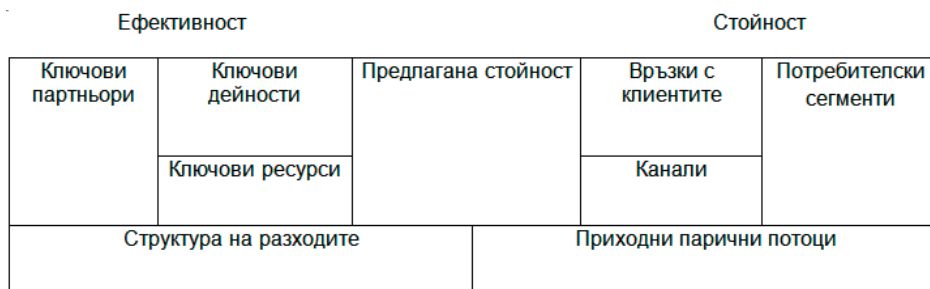 Ефективност
Стойност
Ключови
партньори
Ключови
дейности
Ключови ресурси
Предлагана стойност
Връзки с
клиентите
Канали
Потребителски
сегменти
Структура на разходите
Приходни парични потоци